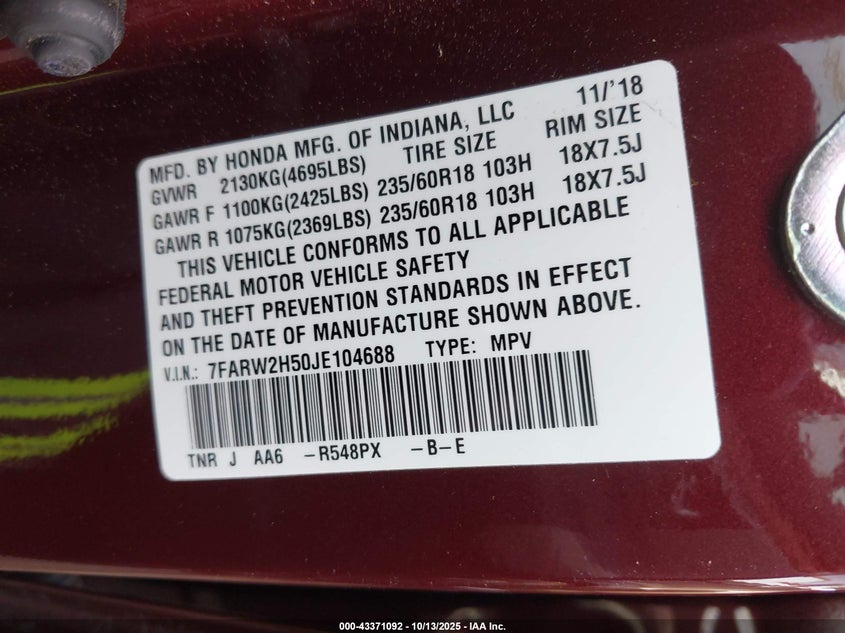 MFD. BY HONDA MFG. OF INDIANA, LLC 11/'18
GVWR 2130KG(4695LBS) TIRE SIZE RIM SIZE
GAWR F 1100KG(2425LBS) 235/60R18 103H 18X7.5J
GAWR R 1075KG(2369LBS) 235/60R18 103H 18X7.5J
THIS VEHICLE CONFORMS TO ALL APPLICABLE
FEDERAL MOTOR VEHICLE SAFETY
AND THEFT PREVENTION STANDARDS IN EFFECT
ON THE DATE OF MANUFACTURE SHOWN ABOVE.
V.I.N.: 7FARW2H50JE104688 TYPE: MPV
TNR J AA6 -R548PX -B-E
000-43371092 - 10/13/2025 - IAA Inc.